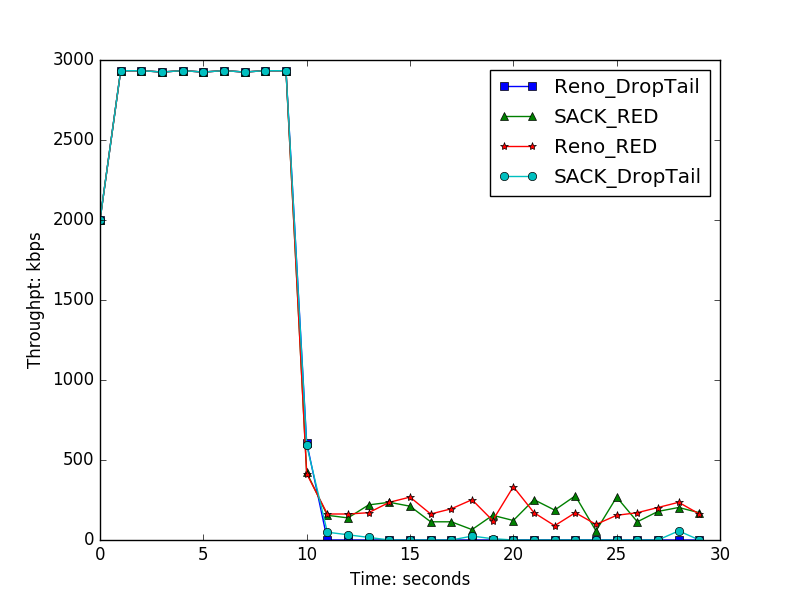 3000
2500
2000
1500
1000
500
0
Throughpt: kbps
Reno_DropTail
SACK_RED
Reno_RED
SACK_DropTail
0 5 10 15 20 25 30
Time: seconds